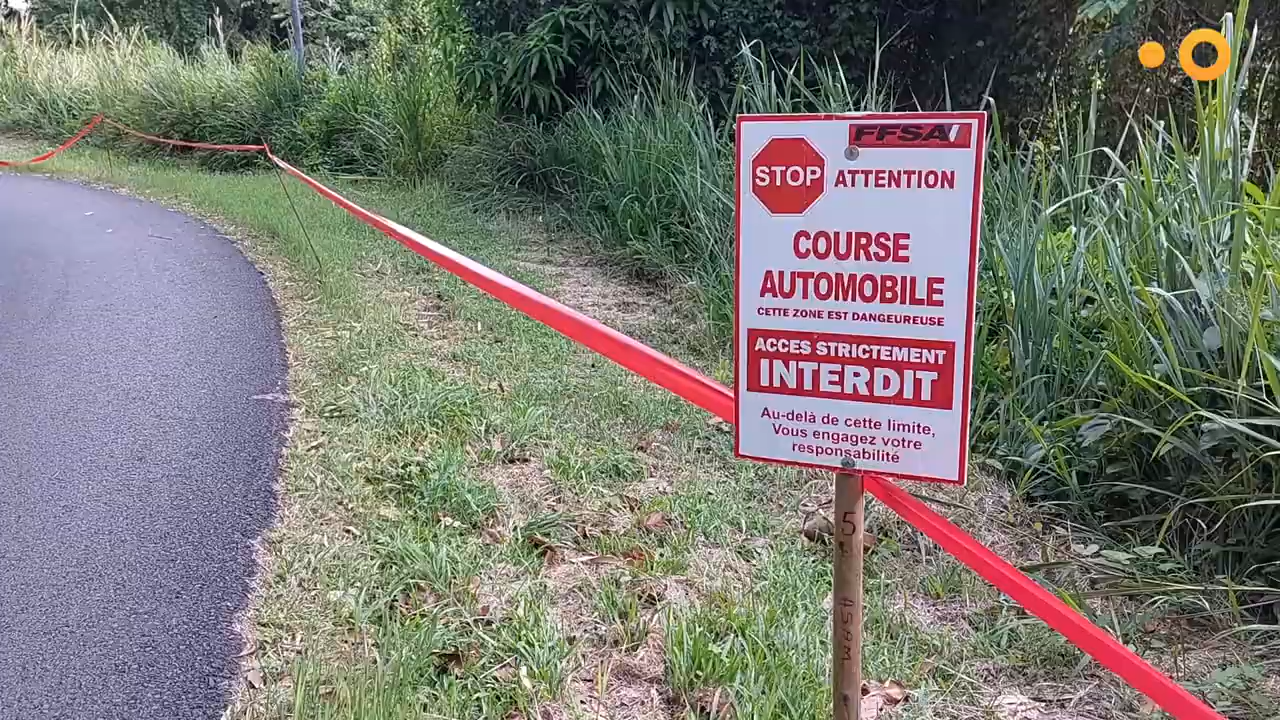 FFSA
STOP ATTENTION
COURSE
AUTOMOBILE
CETTE ZONE EST DANGEUREUSE
ACCES STRICTEMENT
INTERDIT
Au-delà de cette limite,
Vous engagez votre
responsabilité
5
ASAM